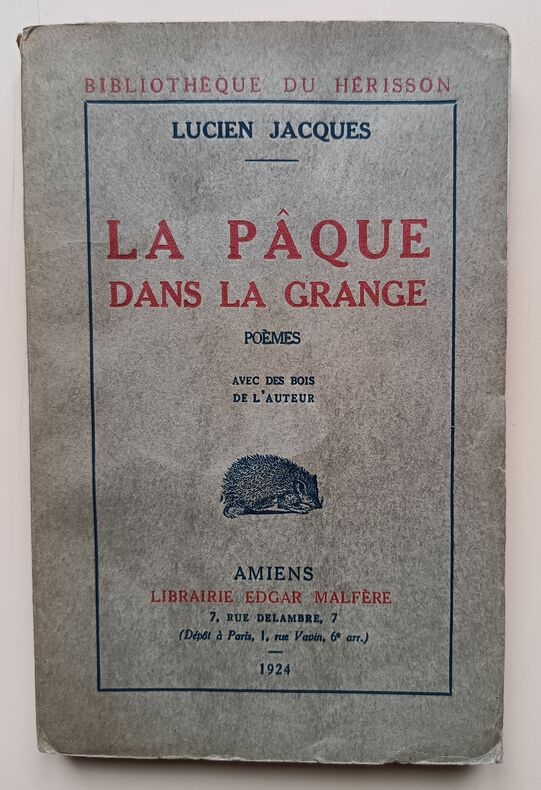 BIBLIOTHÈQUE DU HÉRISSON
LUCIEN JACQUES
LA PÂQUE
DANS LA GRANGE
POÈMES
AVEC DES BOIS
DE L'AUTEUR
AMIENS
LIBRAIRIE EDGAR MALFÈRE
7, RUE DELAMBRE, 7
(Dépôt à Paris, 1, rue Vavin, 6e arr.)
1924